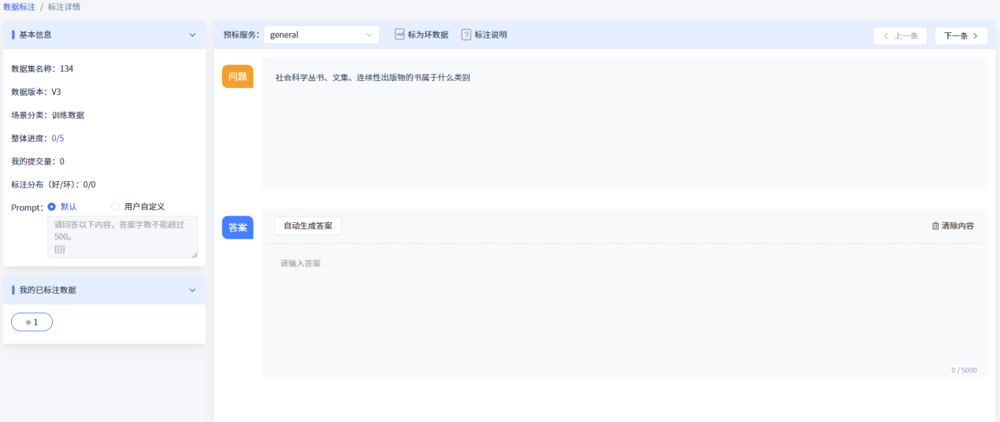 数据标注 / 标注详情
基本信息
数据集名称：134
数据版本：V3
场景分类：训练数据
整体进度：0/5
我的提交量：0
标注分布（好/坏）：0/0
Prompt： 默认 用户自定义
请回答以下内容，答案字数不能超过
500。
{{}}
我的已标注数据
1
预标服务： general 标为坏数据 标注说明 上一条 下一条
问题
社会科学丛书、文集、连续性出版物的书属于什么类别
答案
自动生成答案 清除内容
请输入答案
0 / 5000